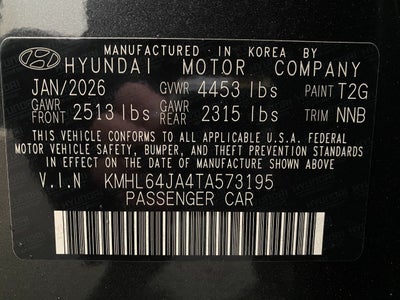 MANUFACTURED IN KOREA BY
HYUNDAI MOTOR COMPANY
JAN/2026 GVWR 4453 lbs PAINT T2G
GAWR FRONT 2513 lbs GAWR REAR 2315 lbs TRIM NNB
THIS VEHICLE CONFORMS TO ALL APPLICABLE U.S.A. FEDERAL
MOTOR VEHICLE SAFETY, BUMPER, AND THEFT PREVENTION STANDARDS
IN EFFECT ON THE DATE OF MANUFACTURE SHOWN ABOVE.
V.I.N KMHL64JA4TA573195
PASSENGER CAR